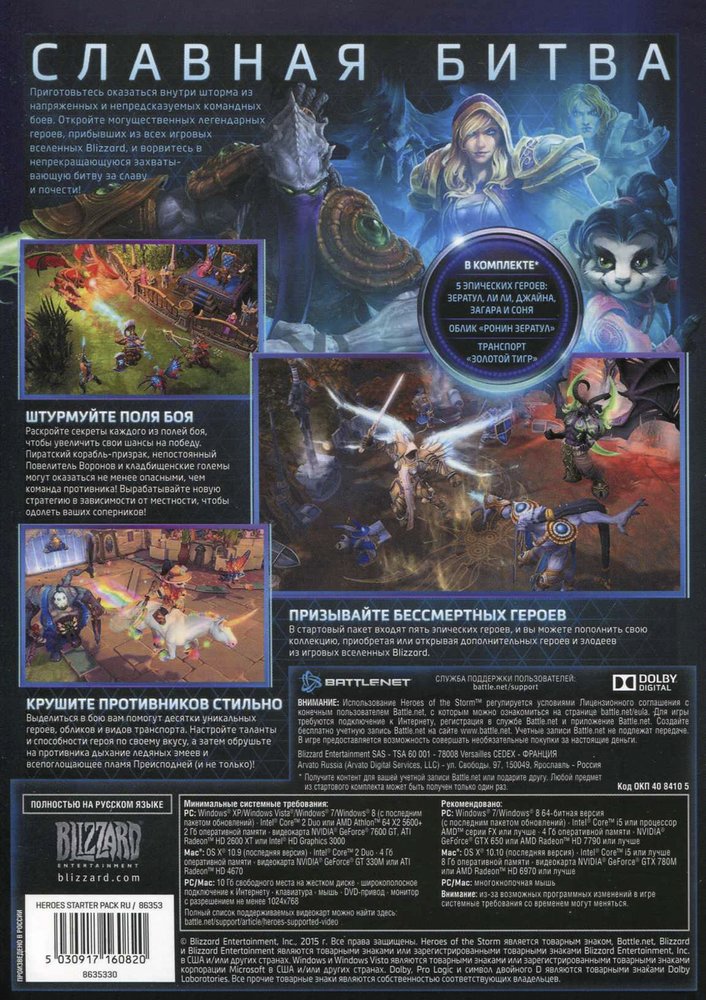 СЛАВНАЯ БИТВА
Приготовьтесь оказаться внутри шторма из
напряженных и непредсказуемых командных
боев. Откройте могущественных легендарных
героев, прибывших из всех игровых
вселенных Blizzard, и ворвитесь в
непрекращающуюся захваты-
вающую битву за славу
и почести!
В КОМПЛЕКТЕ*
5 ЭПИЧЕСКИХ ГЕРОЕВ:
ЗЕРАТУЛ, ЛИ ЛИ, ДЖАЙНА,
ЗАГАРА И СОНЯ
ОБЛИК «РОНИН ЗЕРАТУЛ»
ТРАНСПОРТ
«ЗОЛОТОЙ ТИГР»
ШТУРМУЙТЕ ПОЛЯ БОЯ
Раскройте секреты каждого из полей боя,
чтобы увеличить свои шансы на победу.
Пиратский корабль-призрак, непостоянный
Повелитель Воронов и кладбищенские големы
могут оказаться не менее опасными, чем
команда противника! Вырабатывайте новую
стратегию в зависимости от местности, чтобы
одолеть ваших соперников!
ПРИЗЫВАЙТЕ БЕССМЕРТНЫХ ГЕРОЕВ
В стартовый пакет входят пять эпических героев, и вы можете пополнить свою
коллекцию, приобретая или открывая дополнительных героев и злодеев
из игровых вселенных Blizzard.
КРУШИТЕ ПРОТИВНИКОВ СТИЛЬНО
Выделиться в бою вам помогут десятки уникальных
героев, обликов и видов транспорта. Настройте таланты
и способности героя по своему вкусу, а затем обрушьте
на противника дыхание ледяных змеев и
всепоглощающее пламя Преисподней (и не только)!
BATTLE.NET
СЛУЖБА ПОДДЕРЖКИ ПОЛЬЗОВАТЕЛЕЙ:
battle.net/support
DOLBY
DIGITAL
ВНИМАНИЕ: Использование Heroes of the Storm™ регулируется условиями Лицензионного соглашения с
конечным пользователем Battle.net, с которым можно ознакомиться на странице battle.net/eula. Для игры
требуются подключение к Интернету, регистрация в службе Battle.net и приложение Battle.net. Создайте
бесплатно учетную запись Battle.net на сайте www.battle.net. Учетные записи Battle.net не подлежат передаче.
В игре предоставляется возможность совершать необязательные покупки за настоящие деньги.
Blizzard Entertainment SAS - TSA 60 001 - 78008 Versailles CEDEX - ФРАНЦИЯ
Arvato Russia (Arvato Digital Services, LLC) - ул. Свободы, 97, 150049, Ярославль - Россия
* Получите контент для вашей учетной записи Battle.net или подарите другу. Любой предмет
из стартового комплекта может быть получен только один раз.
Код ОКП 40 8410 5
ПОЛНОСТЬЮ НА РУССКОМ ЯЗЫКЕ
BLIZZARD
ENTERTAINMENT
blizzard.com
Минимальные системные требования:
PC: Windows® XP/Windows Vista®/Windows® 7/Windows® 8 (с последним
пакетом обновлений) · Intel® Core™ 2 Duo или AMD Athlon™ 64 X2 5600+
2 Гб оперативной памяти · видеокарта NVIDIA® GeForce® 7600 GT, ATI
Radeon™ HD 2600 XT или Intel® HD Graphics 3000
Mac®: OS X® 10.9 (последняя версия) · Intel® Core™ 2 Duo · 4 Гб
оперативной памяти · видеокарта NVIDIA® GeForce® GT 330M или ATI
Radeon™ HD 4670
PC/Mac: 10 Гб свободного места на жестком диске · широкополосное
подключение к Интернету · клавиатура · мышь · DVD-привод · монитор
с разрешением не менее 1024x768
Полный список поддерживаемых видеокарт можно найти здесь:
battle.net/support/article/heroes-supported-video
Рекомендовано:
PC: Windows® 7/Windows® 8 64-битная версия
(с последним пакетом обновлений) · Intel® Core™ i5 или процессор
AMD™ серии FX или лучше · 4 Гб оперативной памяти · NVIDIA®
GeForce® GTX 650 или AMD Radeon™ HD 7790 или лучше
Mac®: OS X® 10.10 (последняя версия) · Intel® Core™ i5 или лучше
8 Гб оперативной памяти · видеокарта NVIDIA® GeForce® GTX 780M
или AMD Radeon™ HD 6970 или лучше
PC/Mac: многокнопочная мышь
Внимание: из-за возможных программных изменений в игре
системные требования со временем могут меняться.
ПРОИЗВЕДЕНО В РОССИИ
HEROES STARTER PACK RU / 86353
5 030917 160820
8635330
© Blizzard Entertainment, Inc., 2015 г. Все права защищены. Heroes of the Storm является товарным знаком, Battle.net, Blizzard
и Blizzard Entertainment являются товарными знаками или зарегистрированными товарными знаками Blizzard Entertainment, Inc.
в США и/или других странах. Windows и Windows Vista являются зарегистрированными товарными знаками или товарными знаками
корпорации Microsoft в США и/или других странах. Dolby, Pro Logic и символ двойного D являются товарными знаками Dolby
Laboratories. Все прочие товарные знаки являются собственностью соответствующих владельцев.